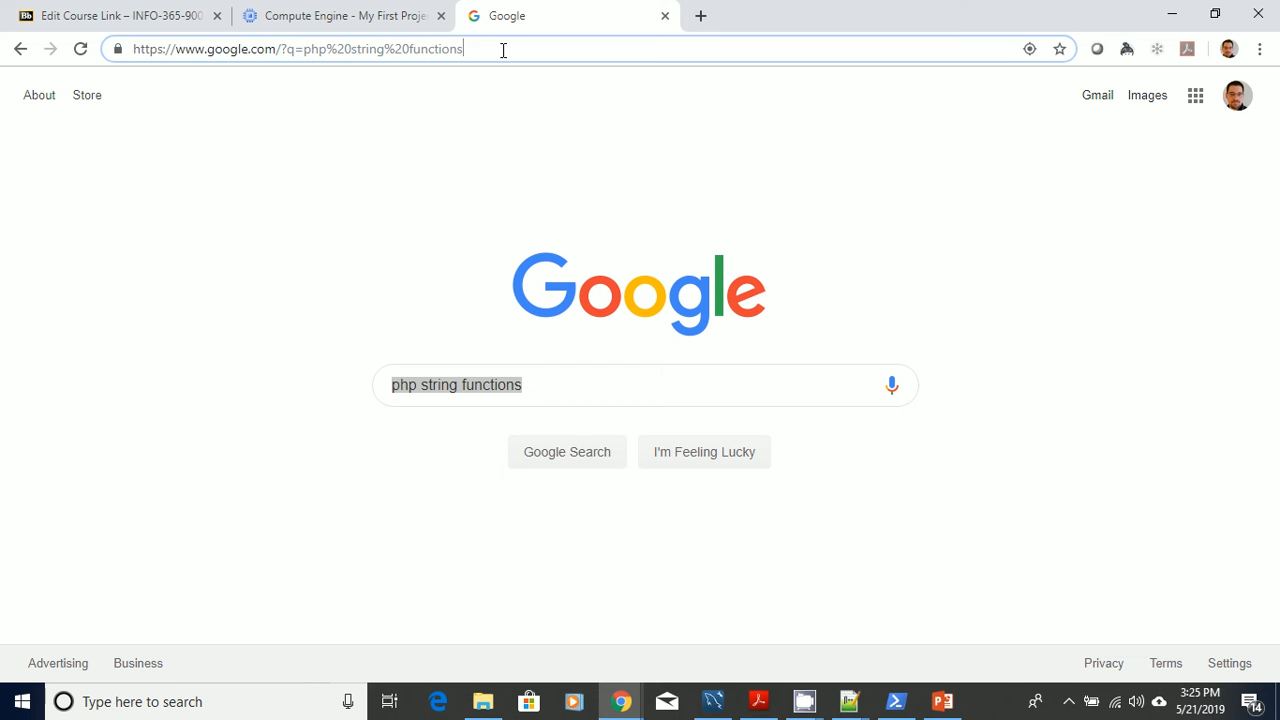 Bb Edit Course Link – INFO-365-900
Compute Engine - My First Proje
Google
https://www.google.com/?q=php%20string%20functions
About Store
Gmail Images
Google
php string functions
Google Search I'm Feeling Lucky
Advertising Business
Privacy Terms Settings
Type here to search
3:25 PM
5/21/2019
14